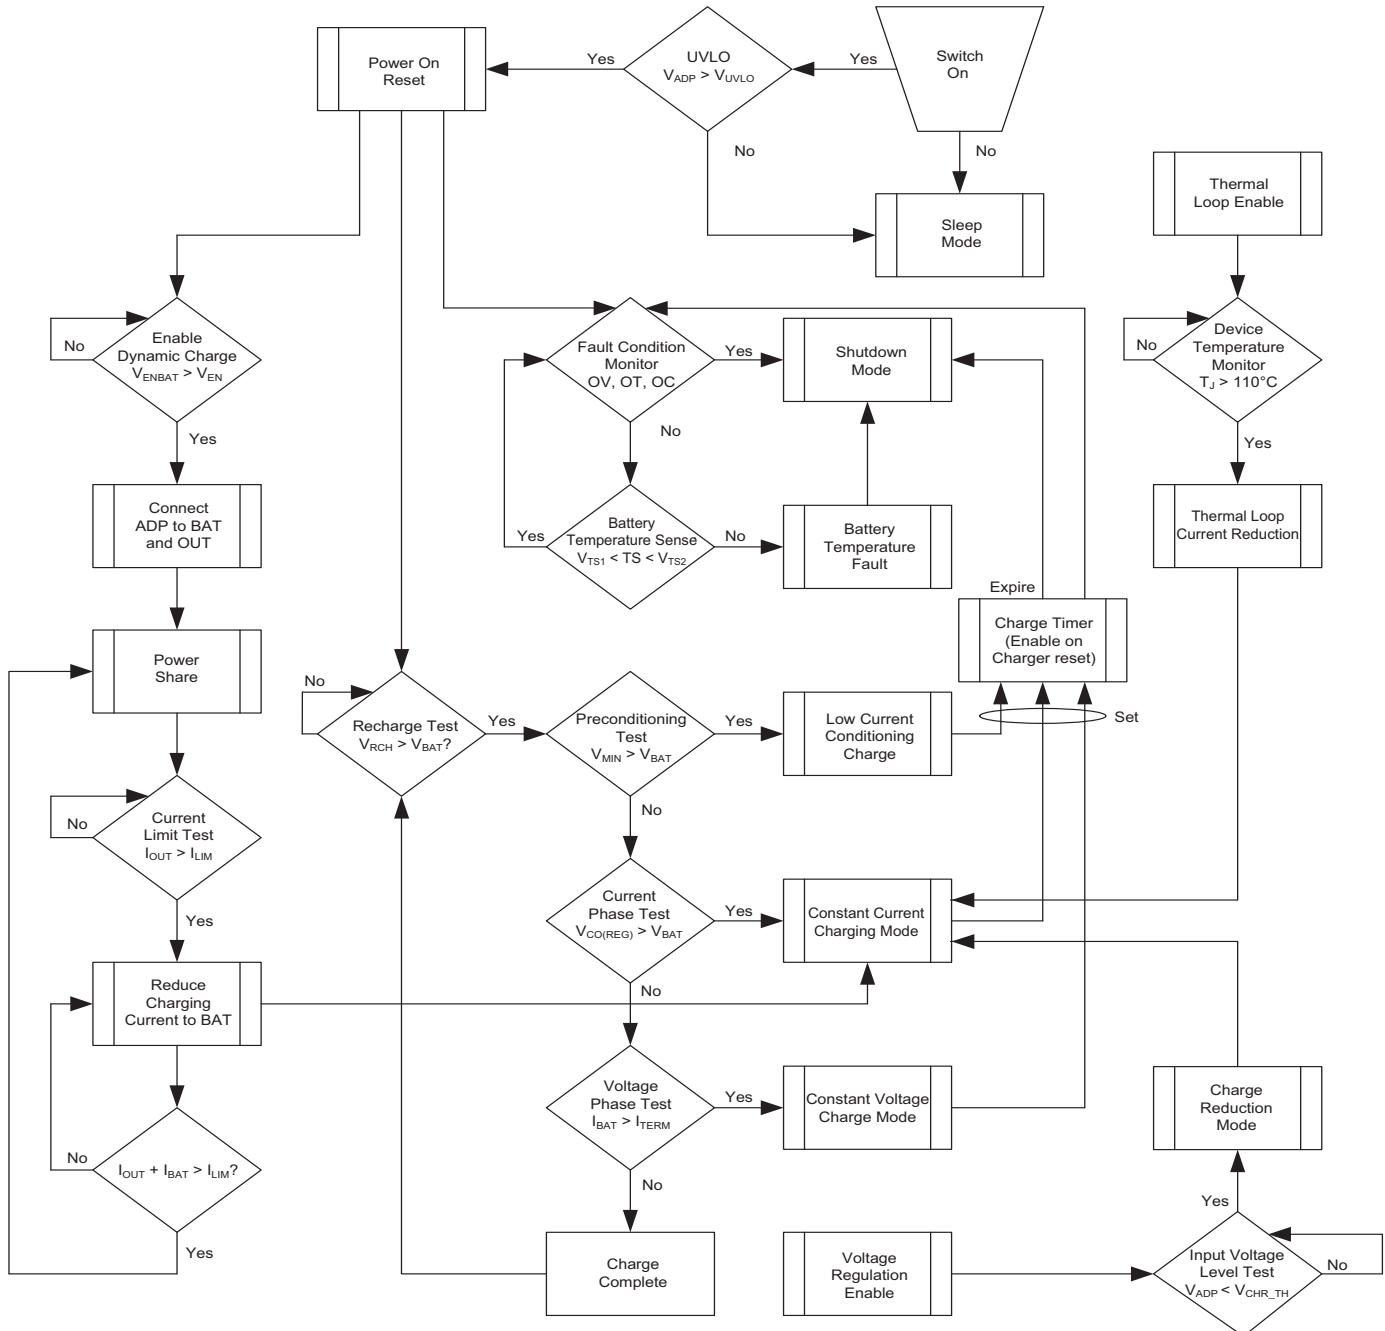 Power On
Reset
Yes
UVLO
V_ADP > V_UVLO
Yes
Switch
On
No
No
Sleep
Mode
Thermal
Loop Enable
Enable
Dynamic Charge
V_ENBAT > V_EN
No
Yes
Fault Condition
Monitor
OV, OT, OC
Yes
Shutdown
Mode
No
Device
Temperature
Monitor
T_J > 110°C
No
Yes
Connect
ADP to BAT
and OUT
Yes
Battery
Temperature Sense
V_TS1 < TS < V_TS2
No
Battery
Temperature
Fault
Thermal Loop
Current Reduction
Expire
Charge Timer
(Enable on
Charger reset)
Set
Power
Share
No
Recharge Test
V_RCH > V_BAT?
Yes
Preconditioning
Test
V_MIN > V_BAT
Yes
Low Current
Conditioning
Charge
No
Current
Limit Test
I_OUT > I_LIM
No
Yes
Current
Phase Test
V_CO(REG) > V_BAT
Yes
Constant Current
Charging Mode
No
Reduce
Charging
Current to BAT
Voltage
Phase Test
I_BAT > I_TERM
Yes
Constant Voltage
Charge Mode
No
Charge
Reduction
Mode
No
I_OUT + I_BAT > I_LIM?
Yes
Charge
Complete
Voltage
Regulation
Enable
Yes
Input Voltage
Level Test
V_ADP < V_CHR_TH
No